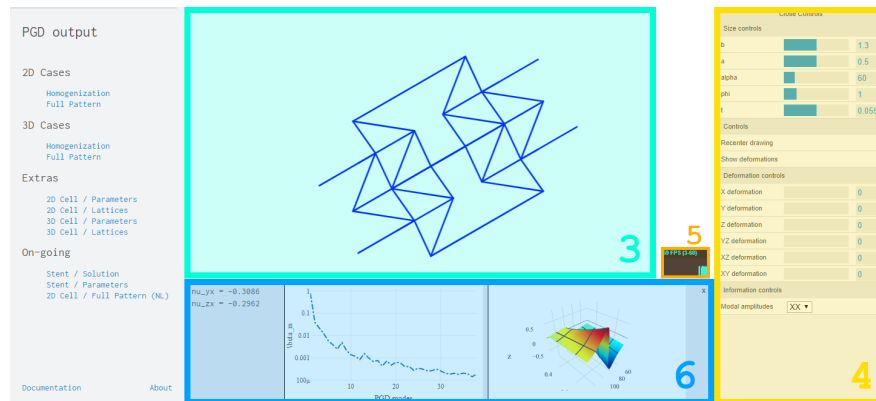 PGD output
2D Cases
Homogenization
Full Pattern
3D Cases
Homogenization
Full Pattern
Extras
2D Cell / Parameters
2D Cell / Lattices
3D Cell / Parameters
3D Cell / Lattices
On-going
Stent / Solution
Stent / Parameters
2D Cell / Full Pattern (NL)
Documentation
About
3
5
FPS (3-60)
nu_yx = -0.3086
nu_zx = -0.2962
1
0.1
0.01
0.001
100µ
10
20
30
PGD modes
x
0.5
0
-0.5
Z
0.4
60
80
100
6
Close Controls
Size controls
b
1.3
a
0.5
alpha
60
phi
1
t
0.055
Controls
Recenter drawing
Show deformations
Deformation controls
X deformation
0
Y deformation
0
Z deformation
0
YZ deformation
0
XZ deformation
0
XY deformation
0
Information controls
Modal amplitudes
XX ▼
4